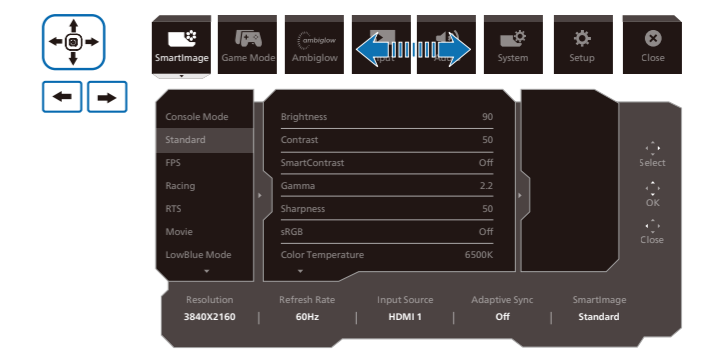 ambiglow
SmartImage Game Mode Ambiglow Input Audio System Setup Close
Console Mode
Standard
FPS
Racing
RTS
Movie
LowBlue Mode
Brightness 90
Contrast 50
SmartContrast Off
Gamma 2.2
Sharpness 50
sRGB Off
Color Temperature 6500K
Select
OK
Close
Resolution Refresh Rate Input Source Adaptive Sync SmartImage
3840X2160 | 60Hz | HDMI 1 | Off | Standard